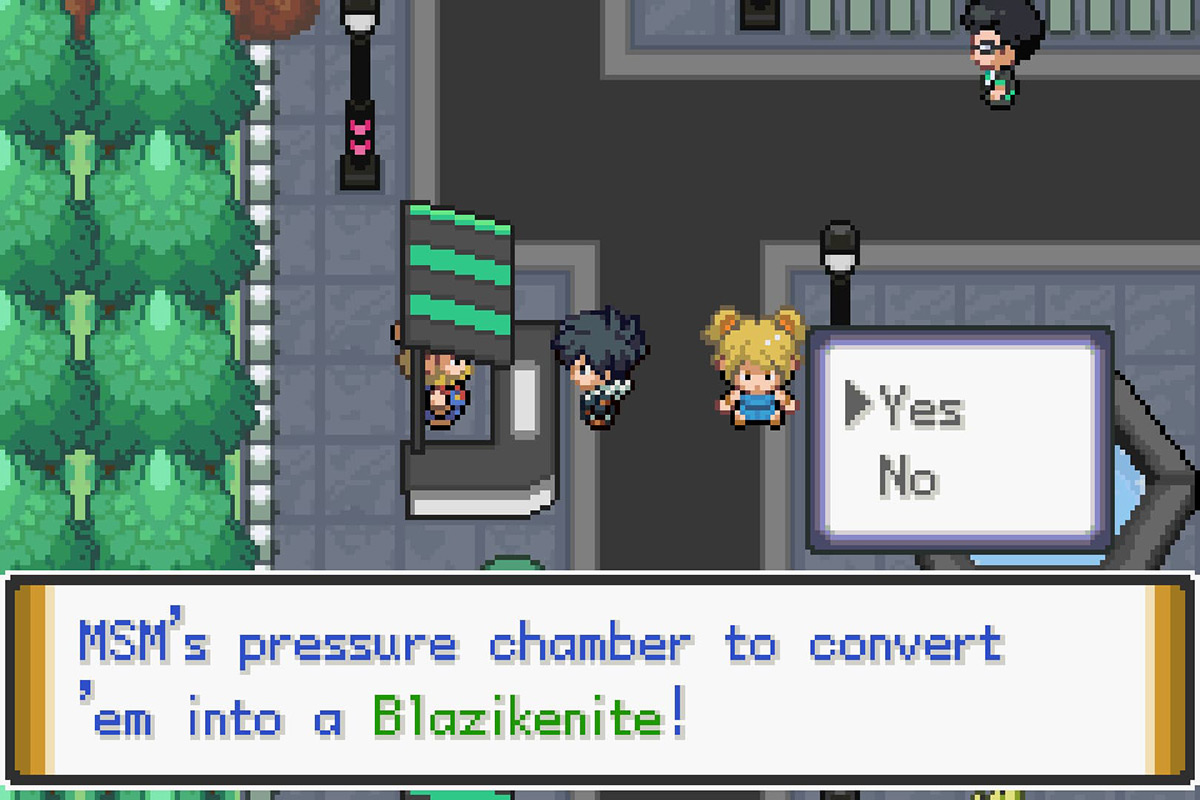 Yes
No
MSM's pressure chamber to convert
'em into a Blazikenite!